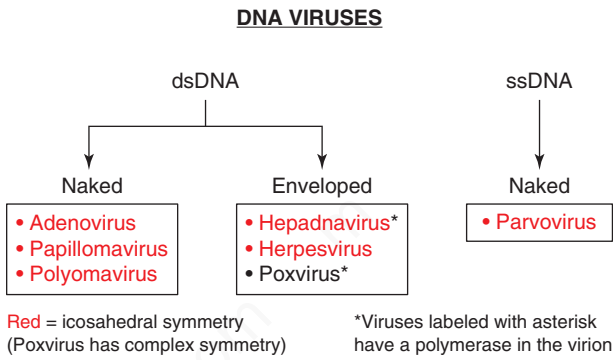 DNA VIRUSES
dsDNA
ssDNA
Naked
Enveloped
Naked
• Adenovirus
• Papillomavirus
• Polyomavirus
• Hepadnavirus*
• Herpesvirus
• Poxvirus*
• Parvovirus
Red = icosahedral symmetry
(Poxvirus has complex symmetry)
*Viruses labeled with asterisk
have a polymerase in the virion